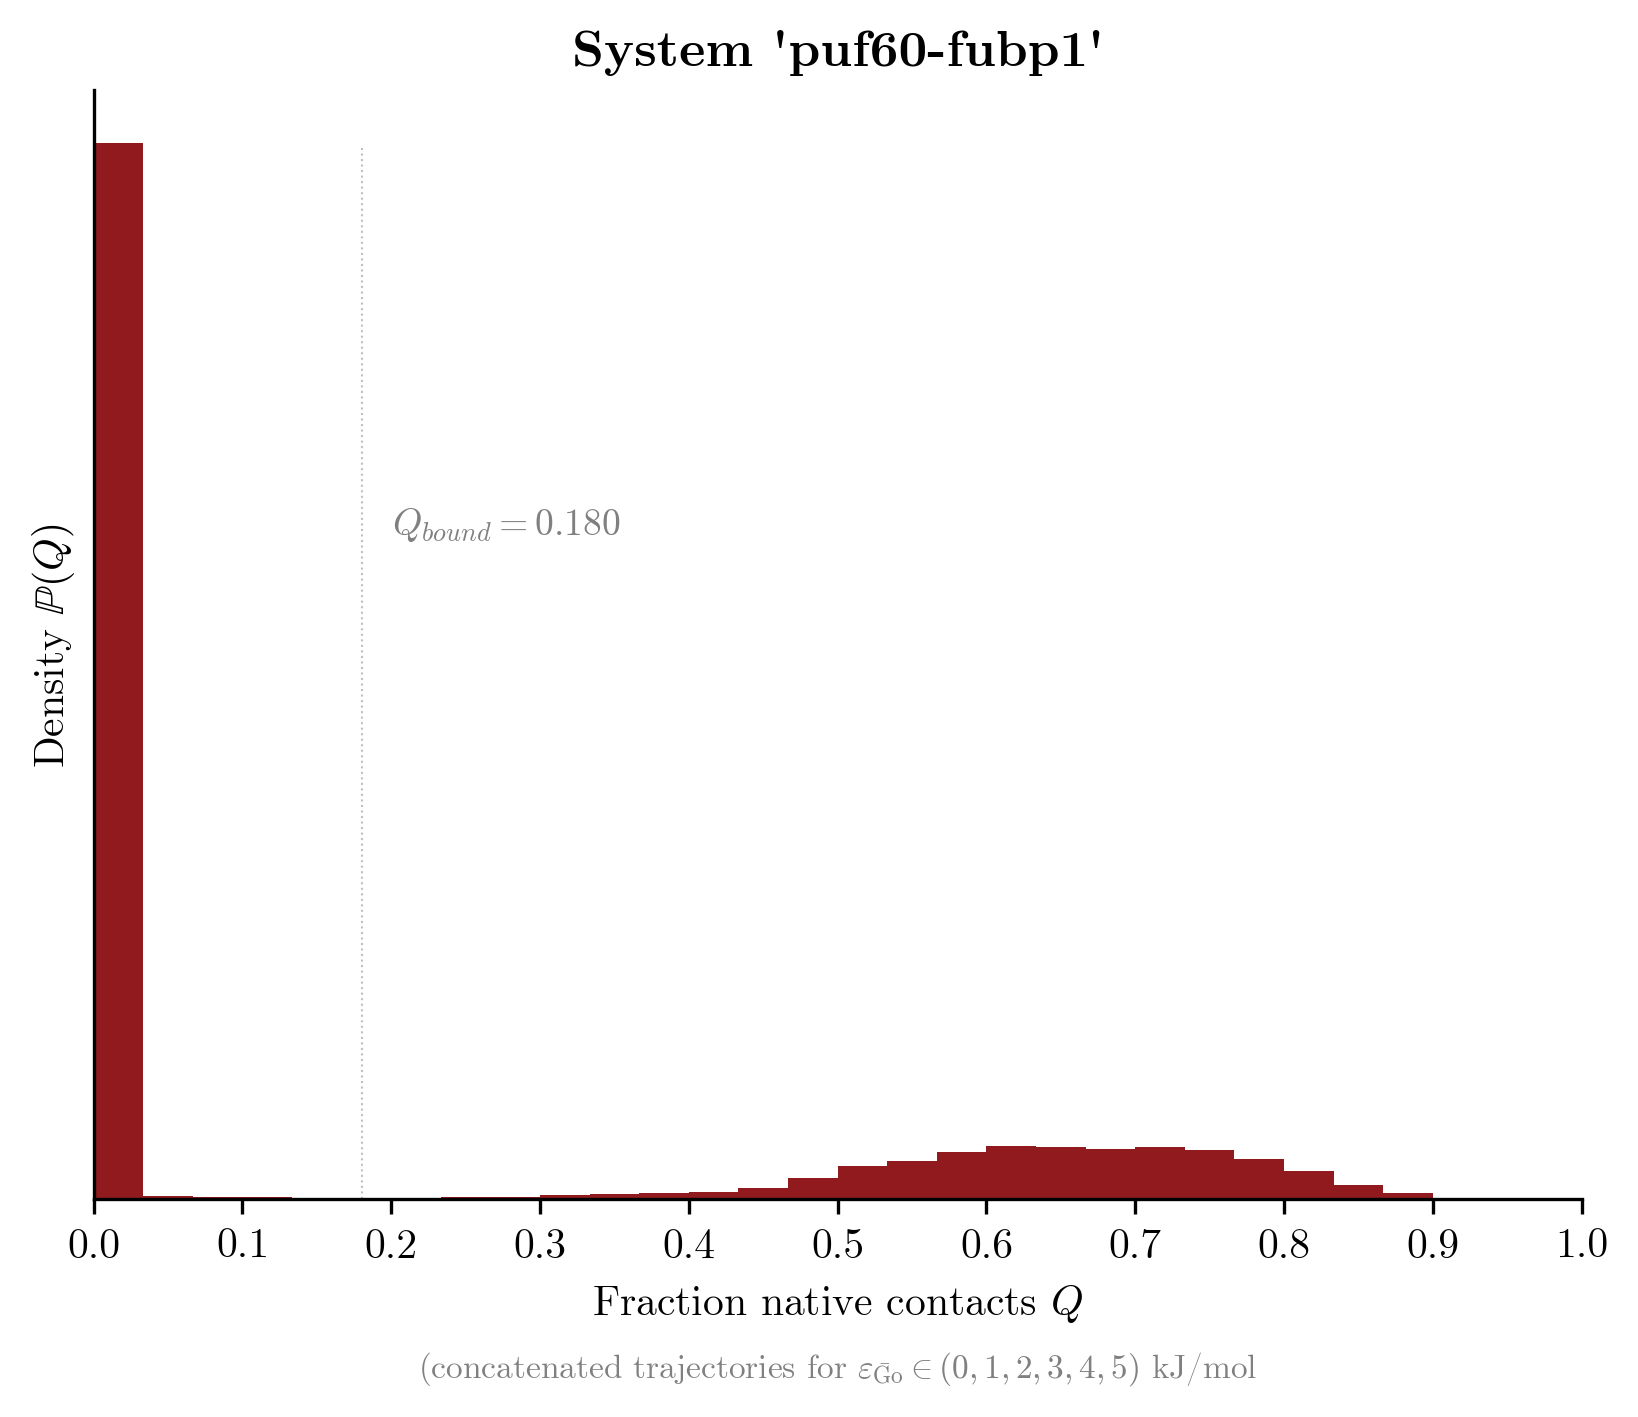 System 'puf60-fubp1'
Density ℙ(Q)
Q_bound = 0.180
0.0 0.1 0.2 0.3 0.4 0.5 0.6 0.7 0.8 0.9 1.0
Fraction native contacts Q
(concatenated trajectories for ε_Ḡo ∈ (0, 1, 2, 3, 4, 5) kJ/mol